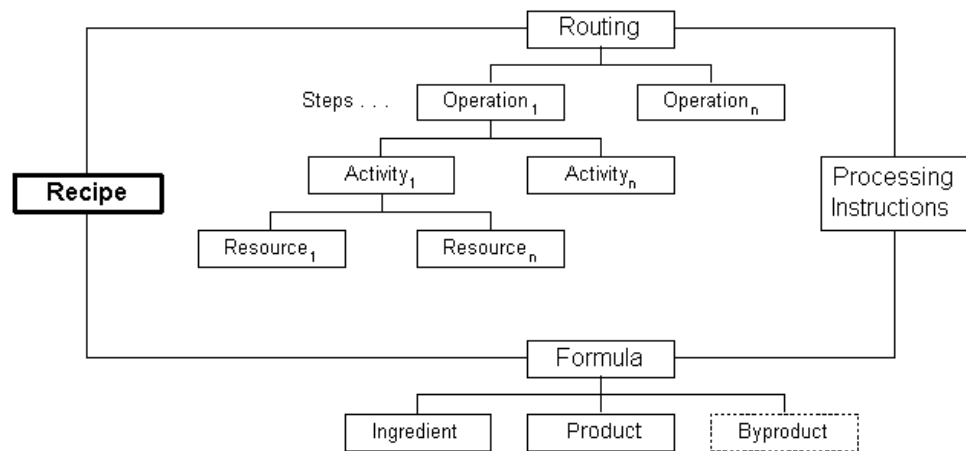 Routing
Steps . . .
Operation1
Operationn
Activity1
Activityn
Recipe
Processing
Instructions
Resource1
Resourcen
Formula
Ingredient
Product
Byproduct